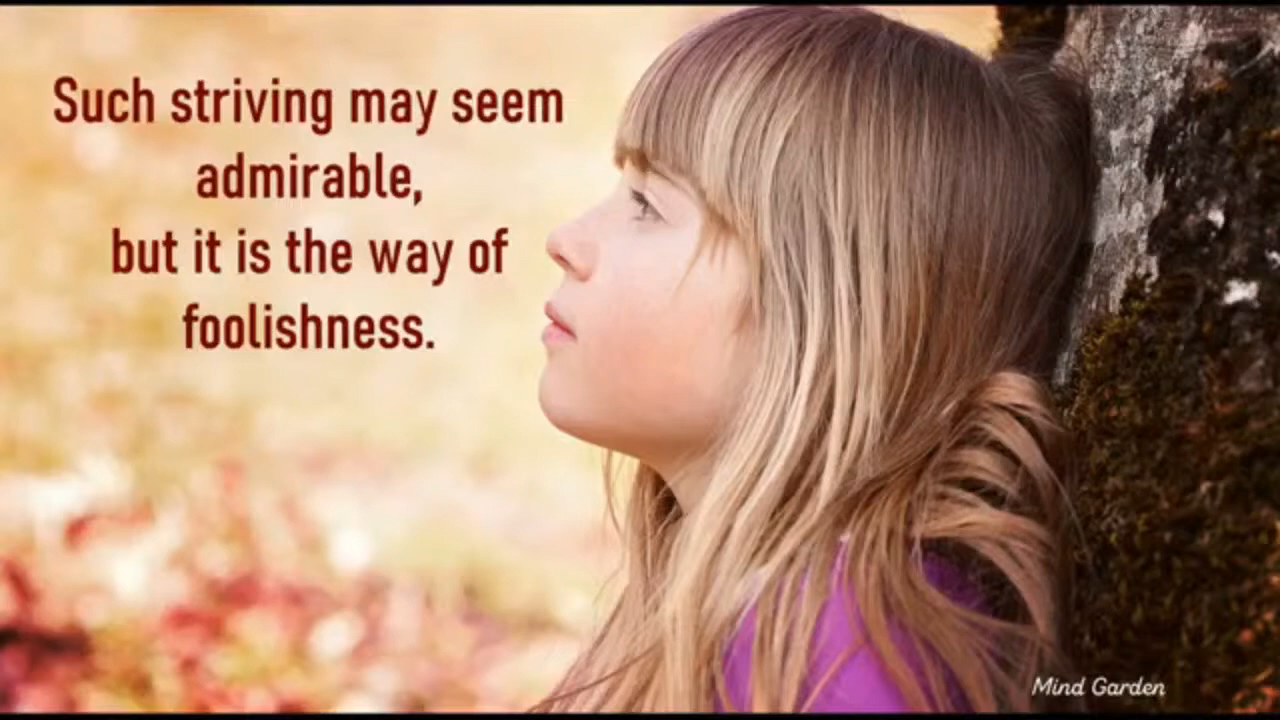 Such striving may seem
admirable,
but it is the way of
foolishness.
Mind Garden